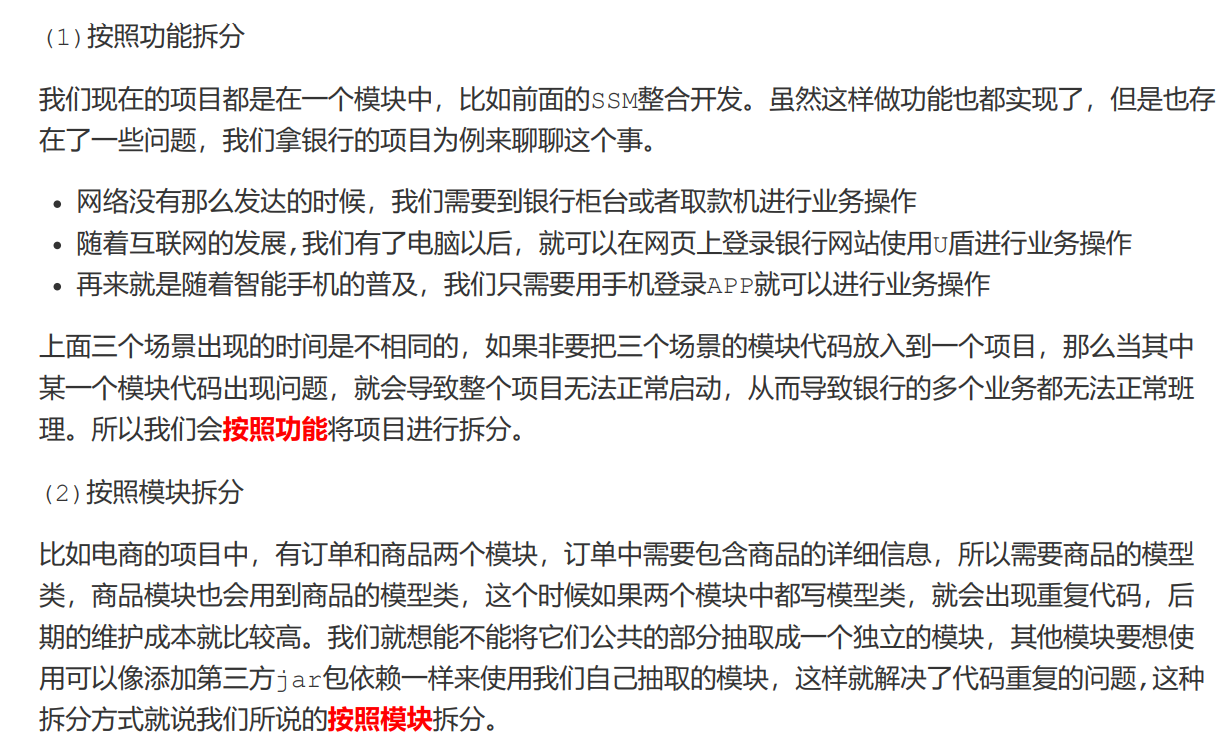 (1)按照功能拆分
我们现在的项目都是在一个模块中，比如前面的SSM整合开发。虽然这样做功能也都实现了，但是也存
在了一些问题，我们拿银行的项目为例来聊聊这个事。
• 网络没有那么发达的时候，我们需要到银行柜台或者取款机进行业务操作
• 随着互联网的发展,我们有了电脑以后，就可以在网页上登录银行网站使用U盾进行业务操作
• 再来就是随着智能手机的普及，我们只需要用手机登录APP就可以进行业务操作
上面三个场景出现的时间是不相同的，如果非要把三个场景的模块代码放入到一个项目，那么当其中
某一个模块代码出现问题，就会导致整个项目无法正常启动，从而导致银行的多个业务都无法正常班
理。所以我们会按照功能将项目进行拆分。
(2)按照模块拆分
比如电商的项目中，有订单和商品两个模块，订单中需要包含商品的详细信息，所以需要商品的模型
类，商品模块也会用到商品的模型类，这个时候如果两个模块中都写模型类，就会出现重复代码，后
期的维护成本就比较高。我们就想能不能将它们公共的部分抽取成一个独立的模块，其他模块要想使
用可以像添加第三方jar包依赖一样来使用我们自己抽取的模块，这样就解决了代码重复的问题,这种
拆分方式就说我们所说的按照模块拆分。